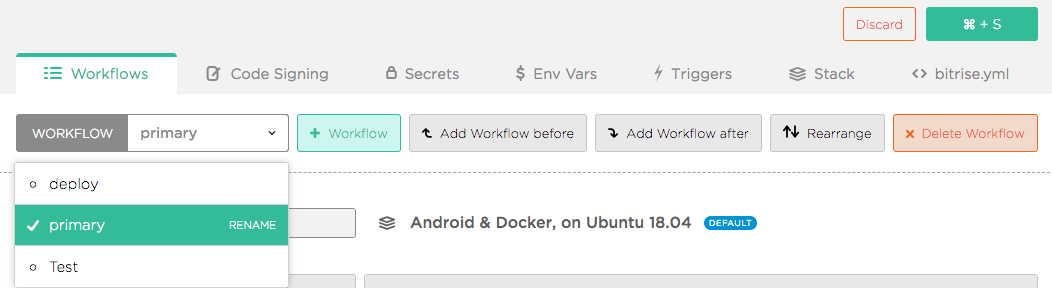 Discard
⌘ + S
Workflows
Code Signing
Secrets
$ Env Vars
Triggers
Stack
<> bitrise.yml
WORKFLOW
primary
+ Workflow
Add Workflow before
Add Workflow after
Rearrange
× Delete Workflow
deploy
primary
RENAME
Android & Docker, on Ubuntu 18.04
DEFAULT
Test